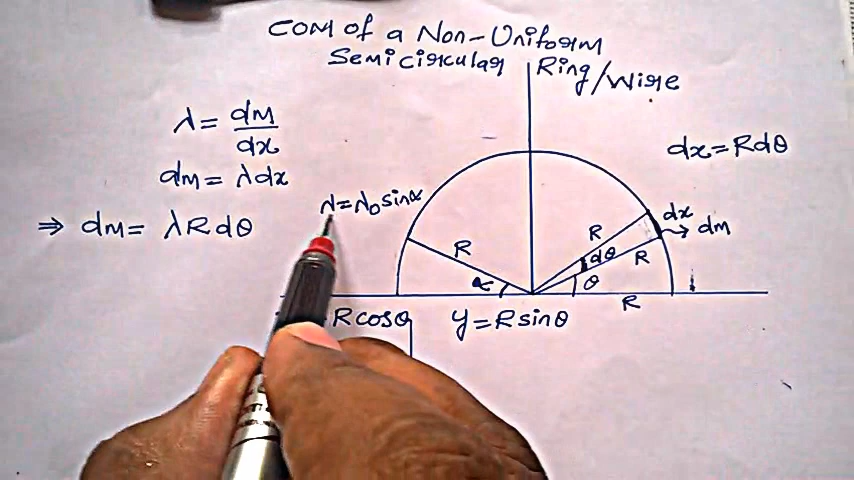 COM of a Non-Uniform
Semicircular Ring/Wire
λ = dM/dx
dM = λdx
⇒ dM = λRdθ
λ=λ₀sinα
dx=Rdθ
dx
dM
R
R
dθ
R
α
θ
R
Rcosθ
y=Rsinθ